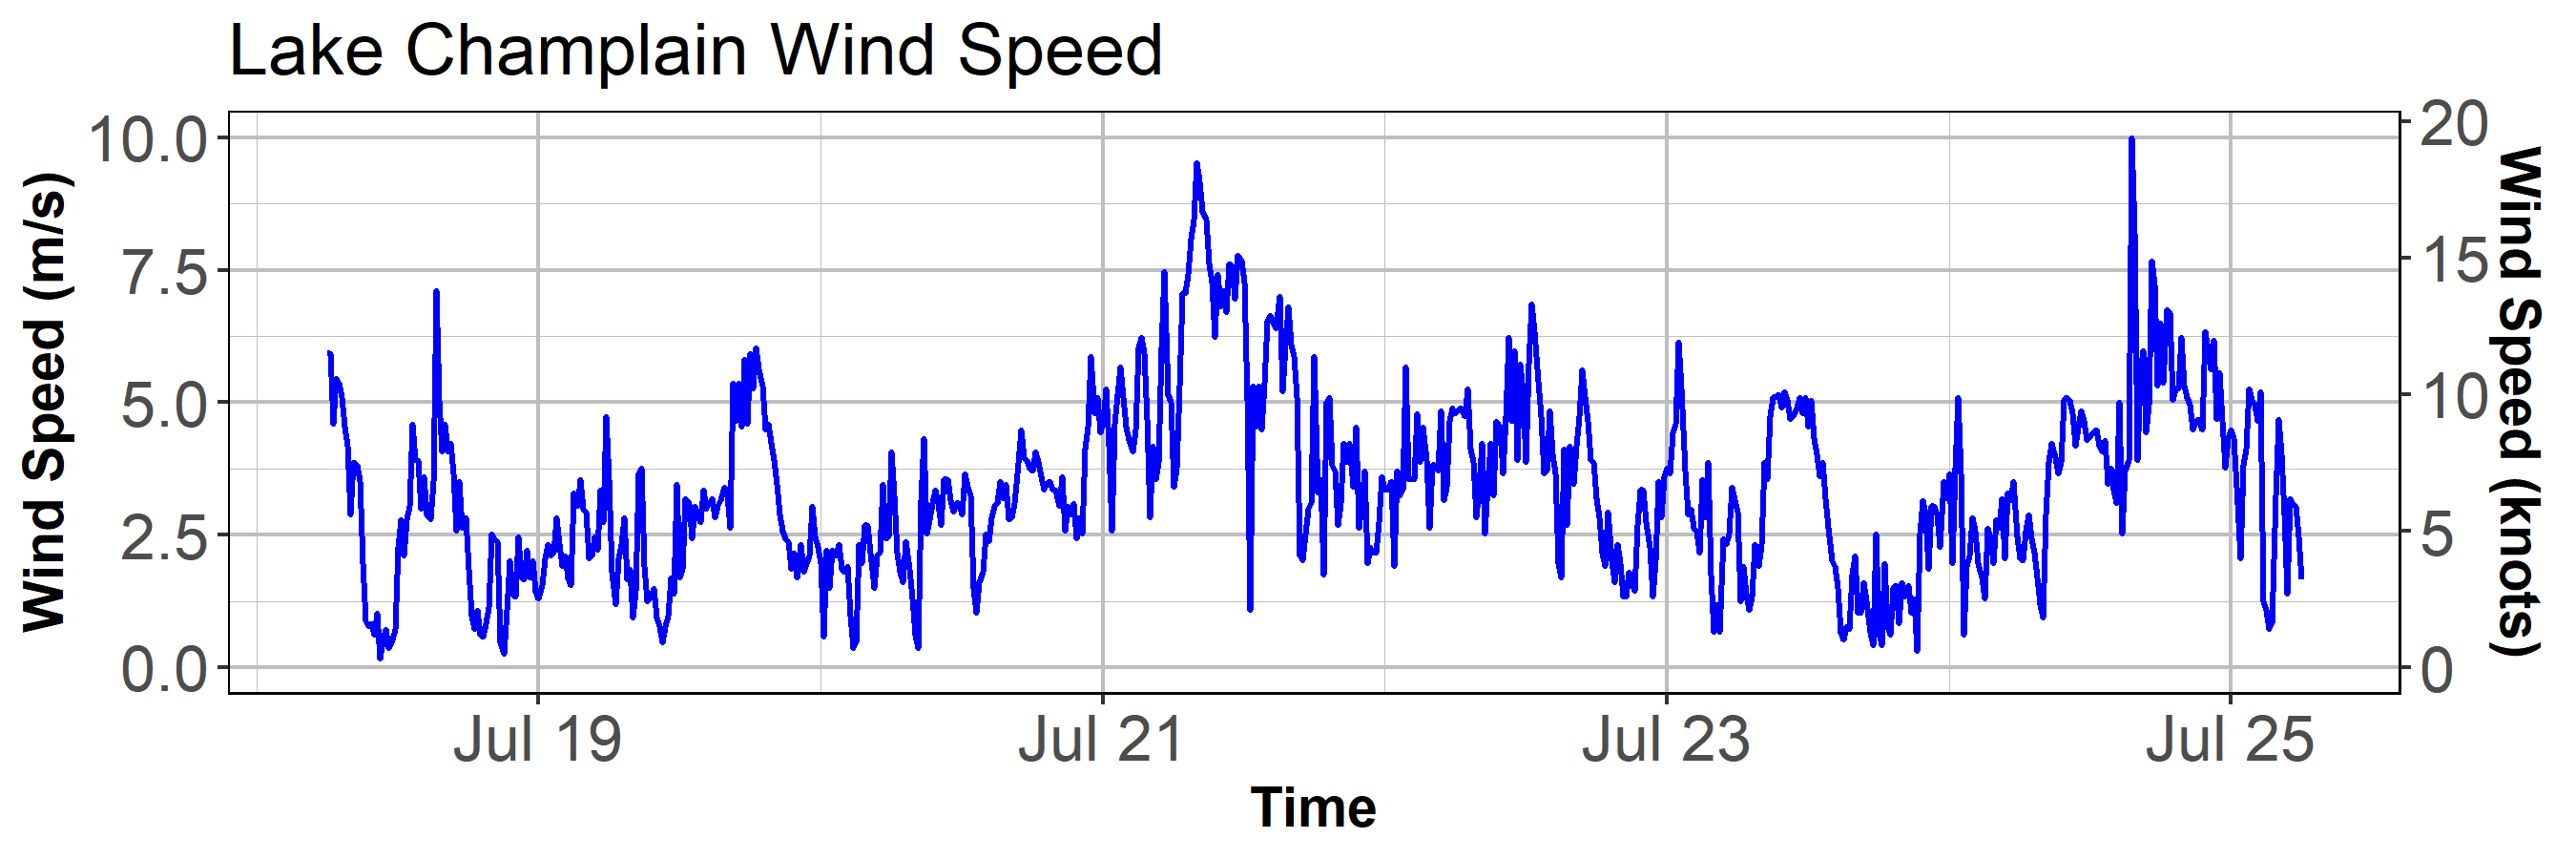 Lake Champlain Wind Speed
Wind Speed (m/s)
10.0
7.5
5.0
2.5
0.0
20
15
10
5
0
Wind Speed (knots)
Jul 19
Jul 21
Jul 23
Jul 25
Time